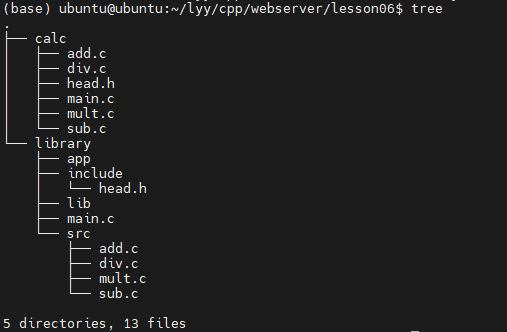 (base) ubuntu@ubuntu:~/lyy/cpp/webserver/lesson06$ tree
.
├── calc
│   ├── add.c
│   ├── div.c
│   ├── head.h
│   ├── main.c
│   ├── mult.c
│   └── sub.c
└── library
    ├── app
    ├── include
    │   └── head.h
    ├── lib
    ├── main.c
    └── src
        ├── add.c
        ├── div.c
        ├── mult.c
        └── sub.c

5 directories, 13 files